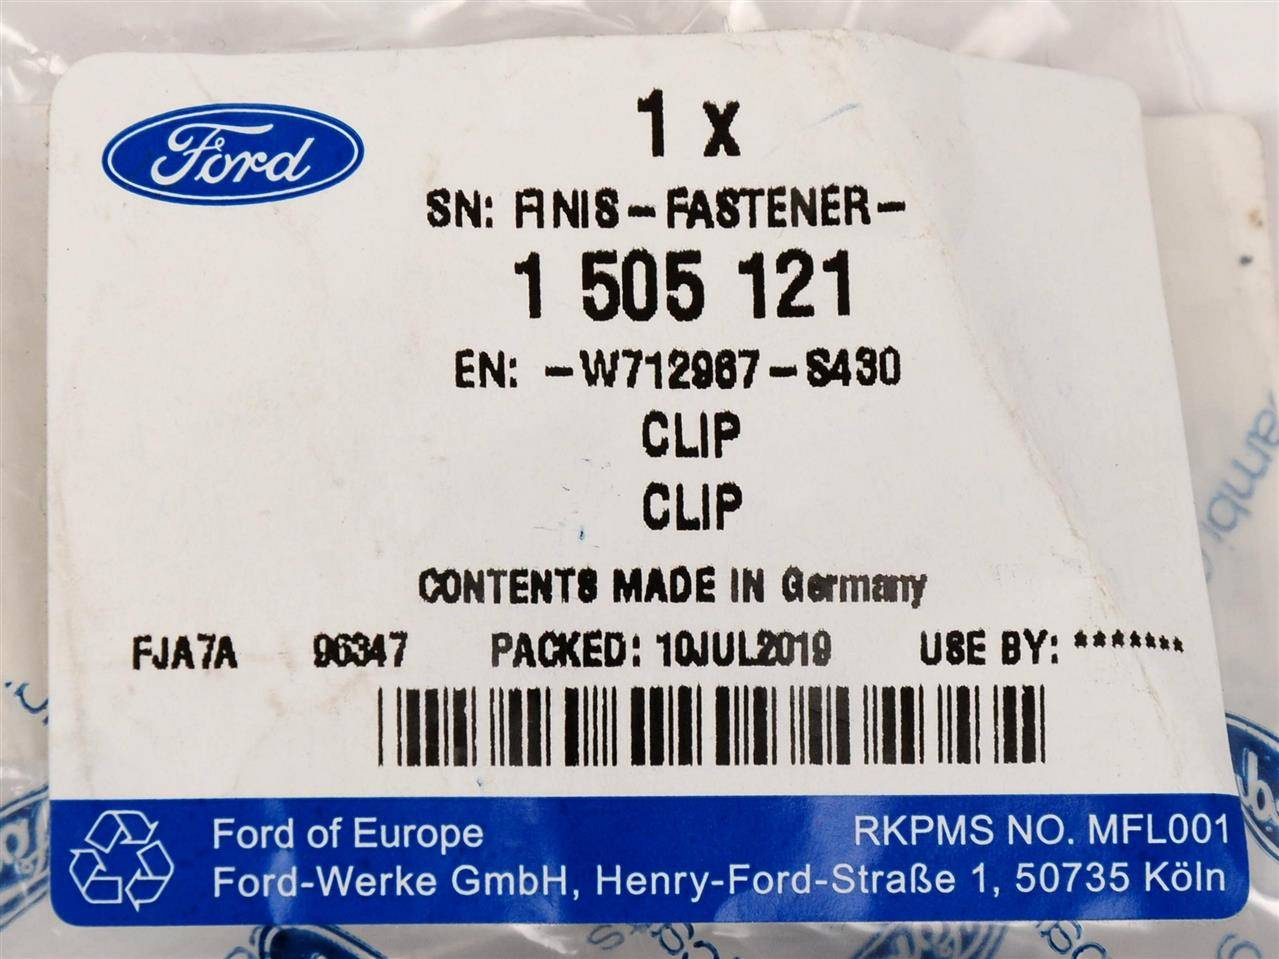 Ford
1 x
SN: FINIS-FASTENER-
1 505 121
EN: -W712967-S430
CLIP
CLIP
CONTENTS MADE IN Germany
FJA7A 96347 PACKED: 10JUL2019 USE BY: *******
Ford of Europe RKPMS NO. MFL001
Ford-Werke GmbH, Henry-Ford-Straße 1, 50735 Köln